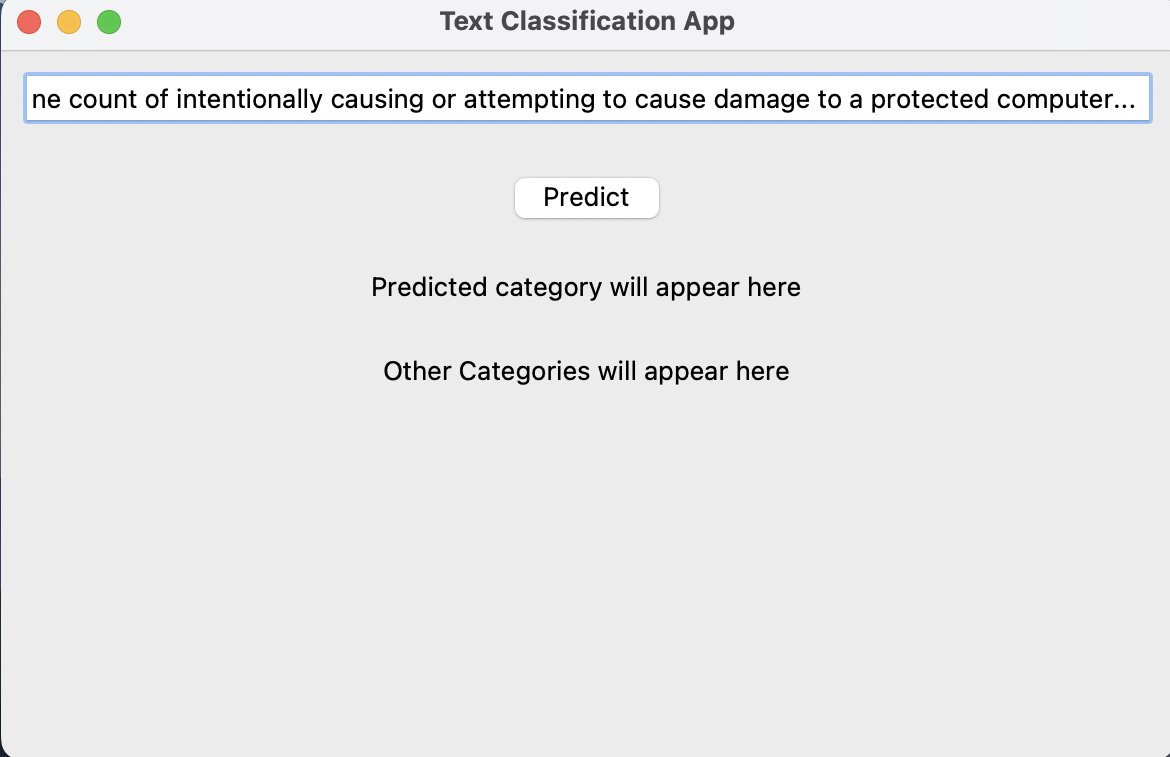 Text Classification App
ne count of intentionally causing or attempting to cause damage to a protected computer...
Predict
Predicted category will appear here
Other Categories will appear here